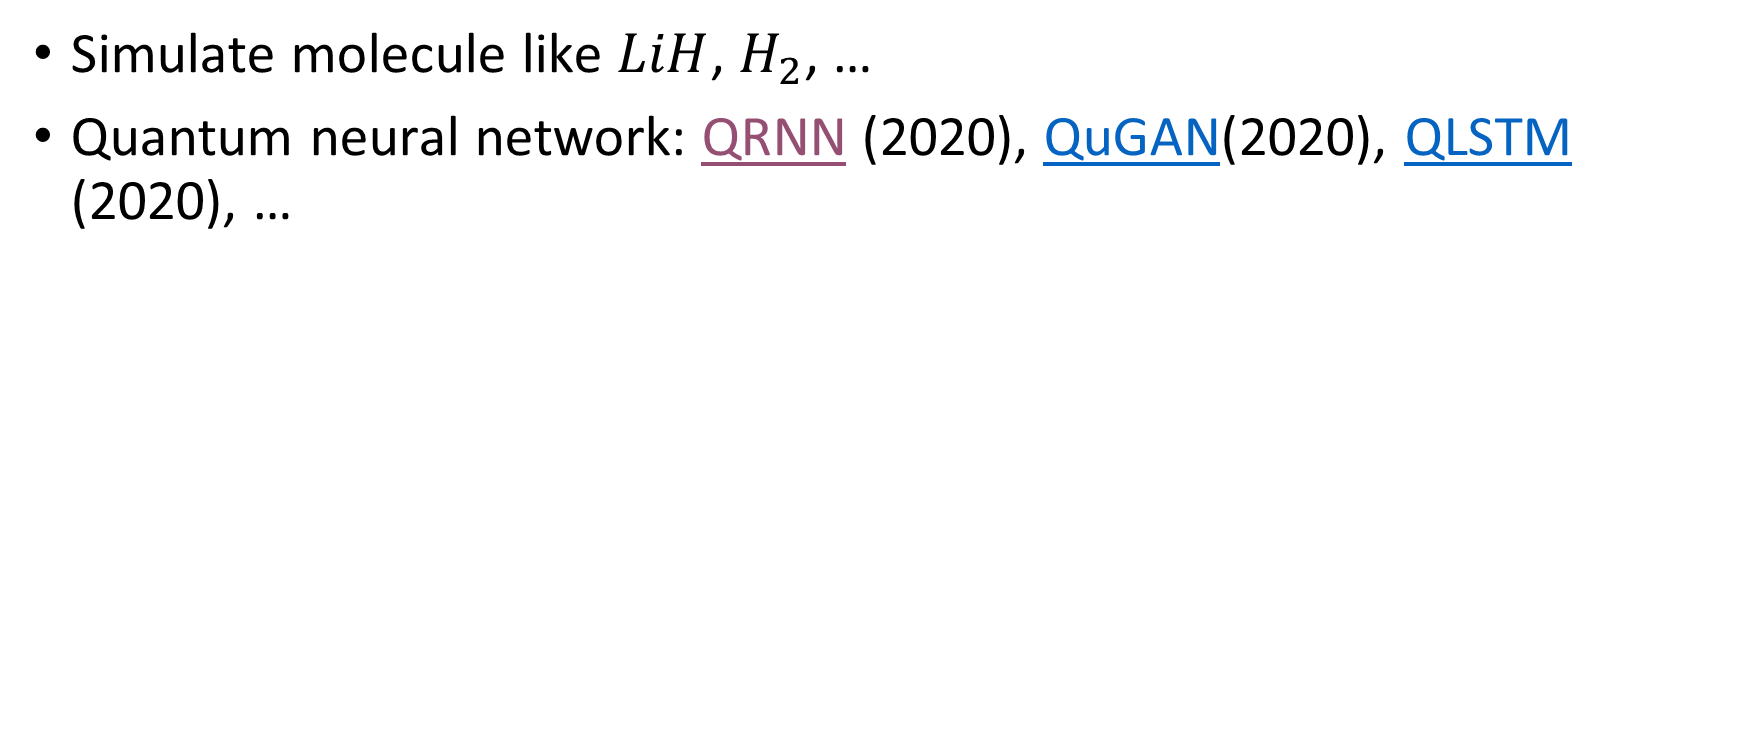 • Simulate molecule like LiH, H₂, …
• Quantum neural network: QRNN (2020), QuGAN(2020), QLSTM
(2020), …